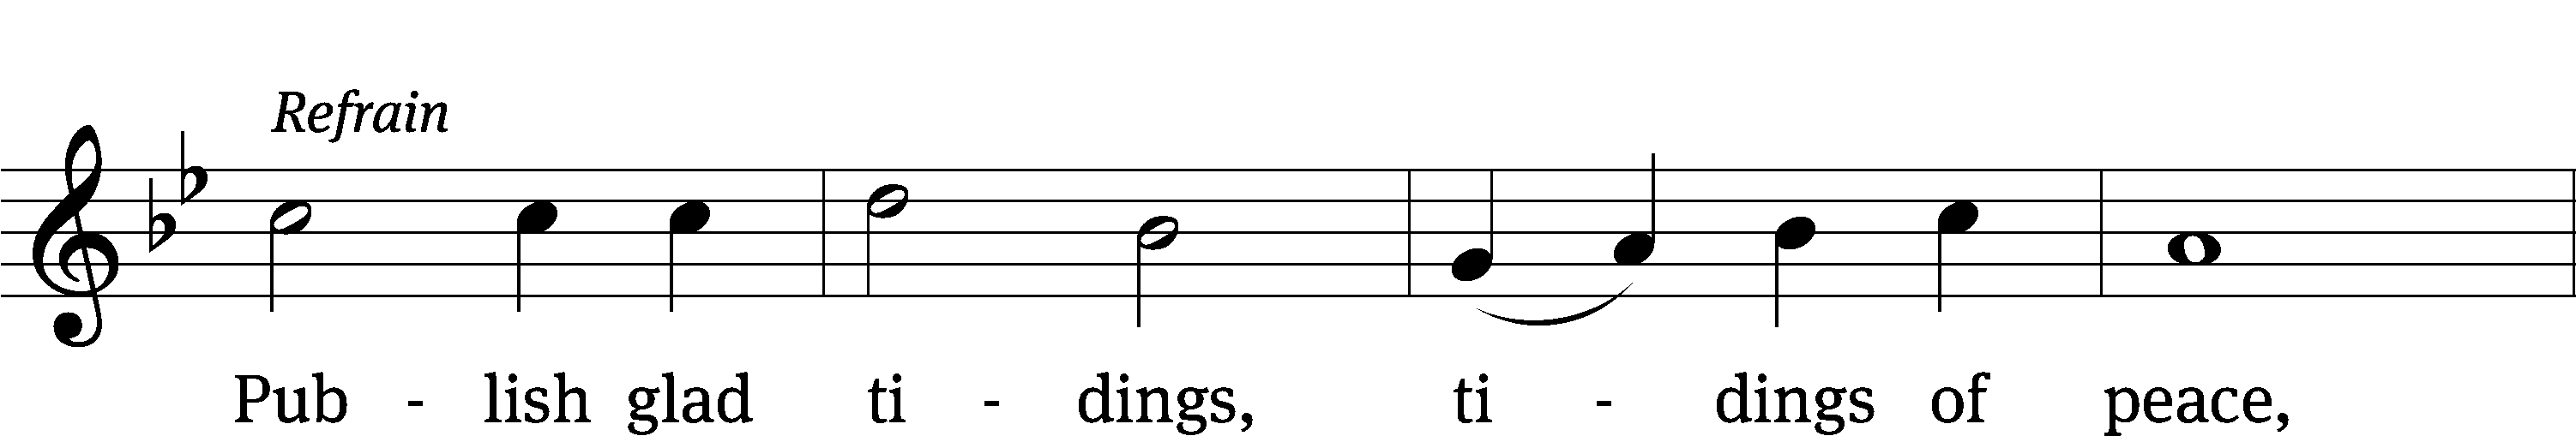 Refrain
Pub - lish glad ti - dings, ti - dings of peace,